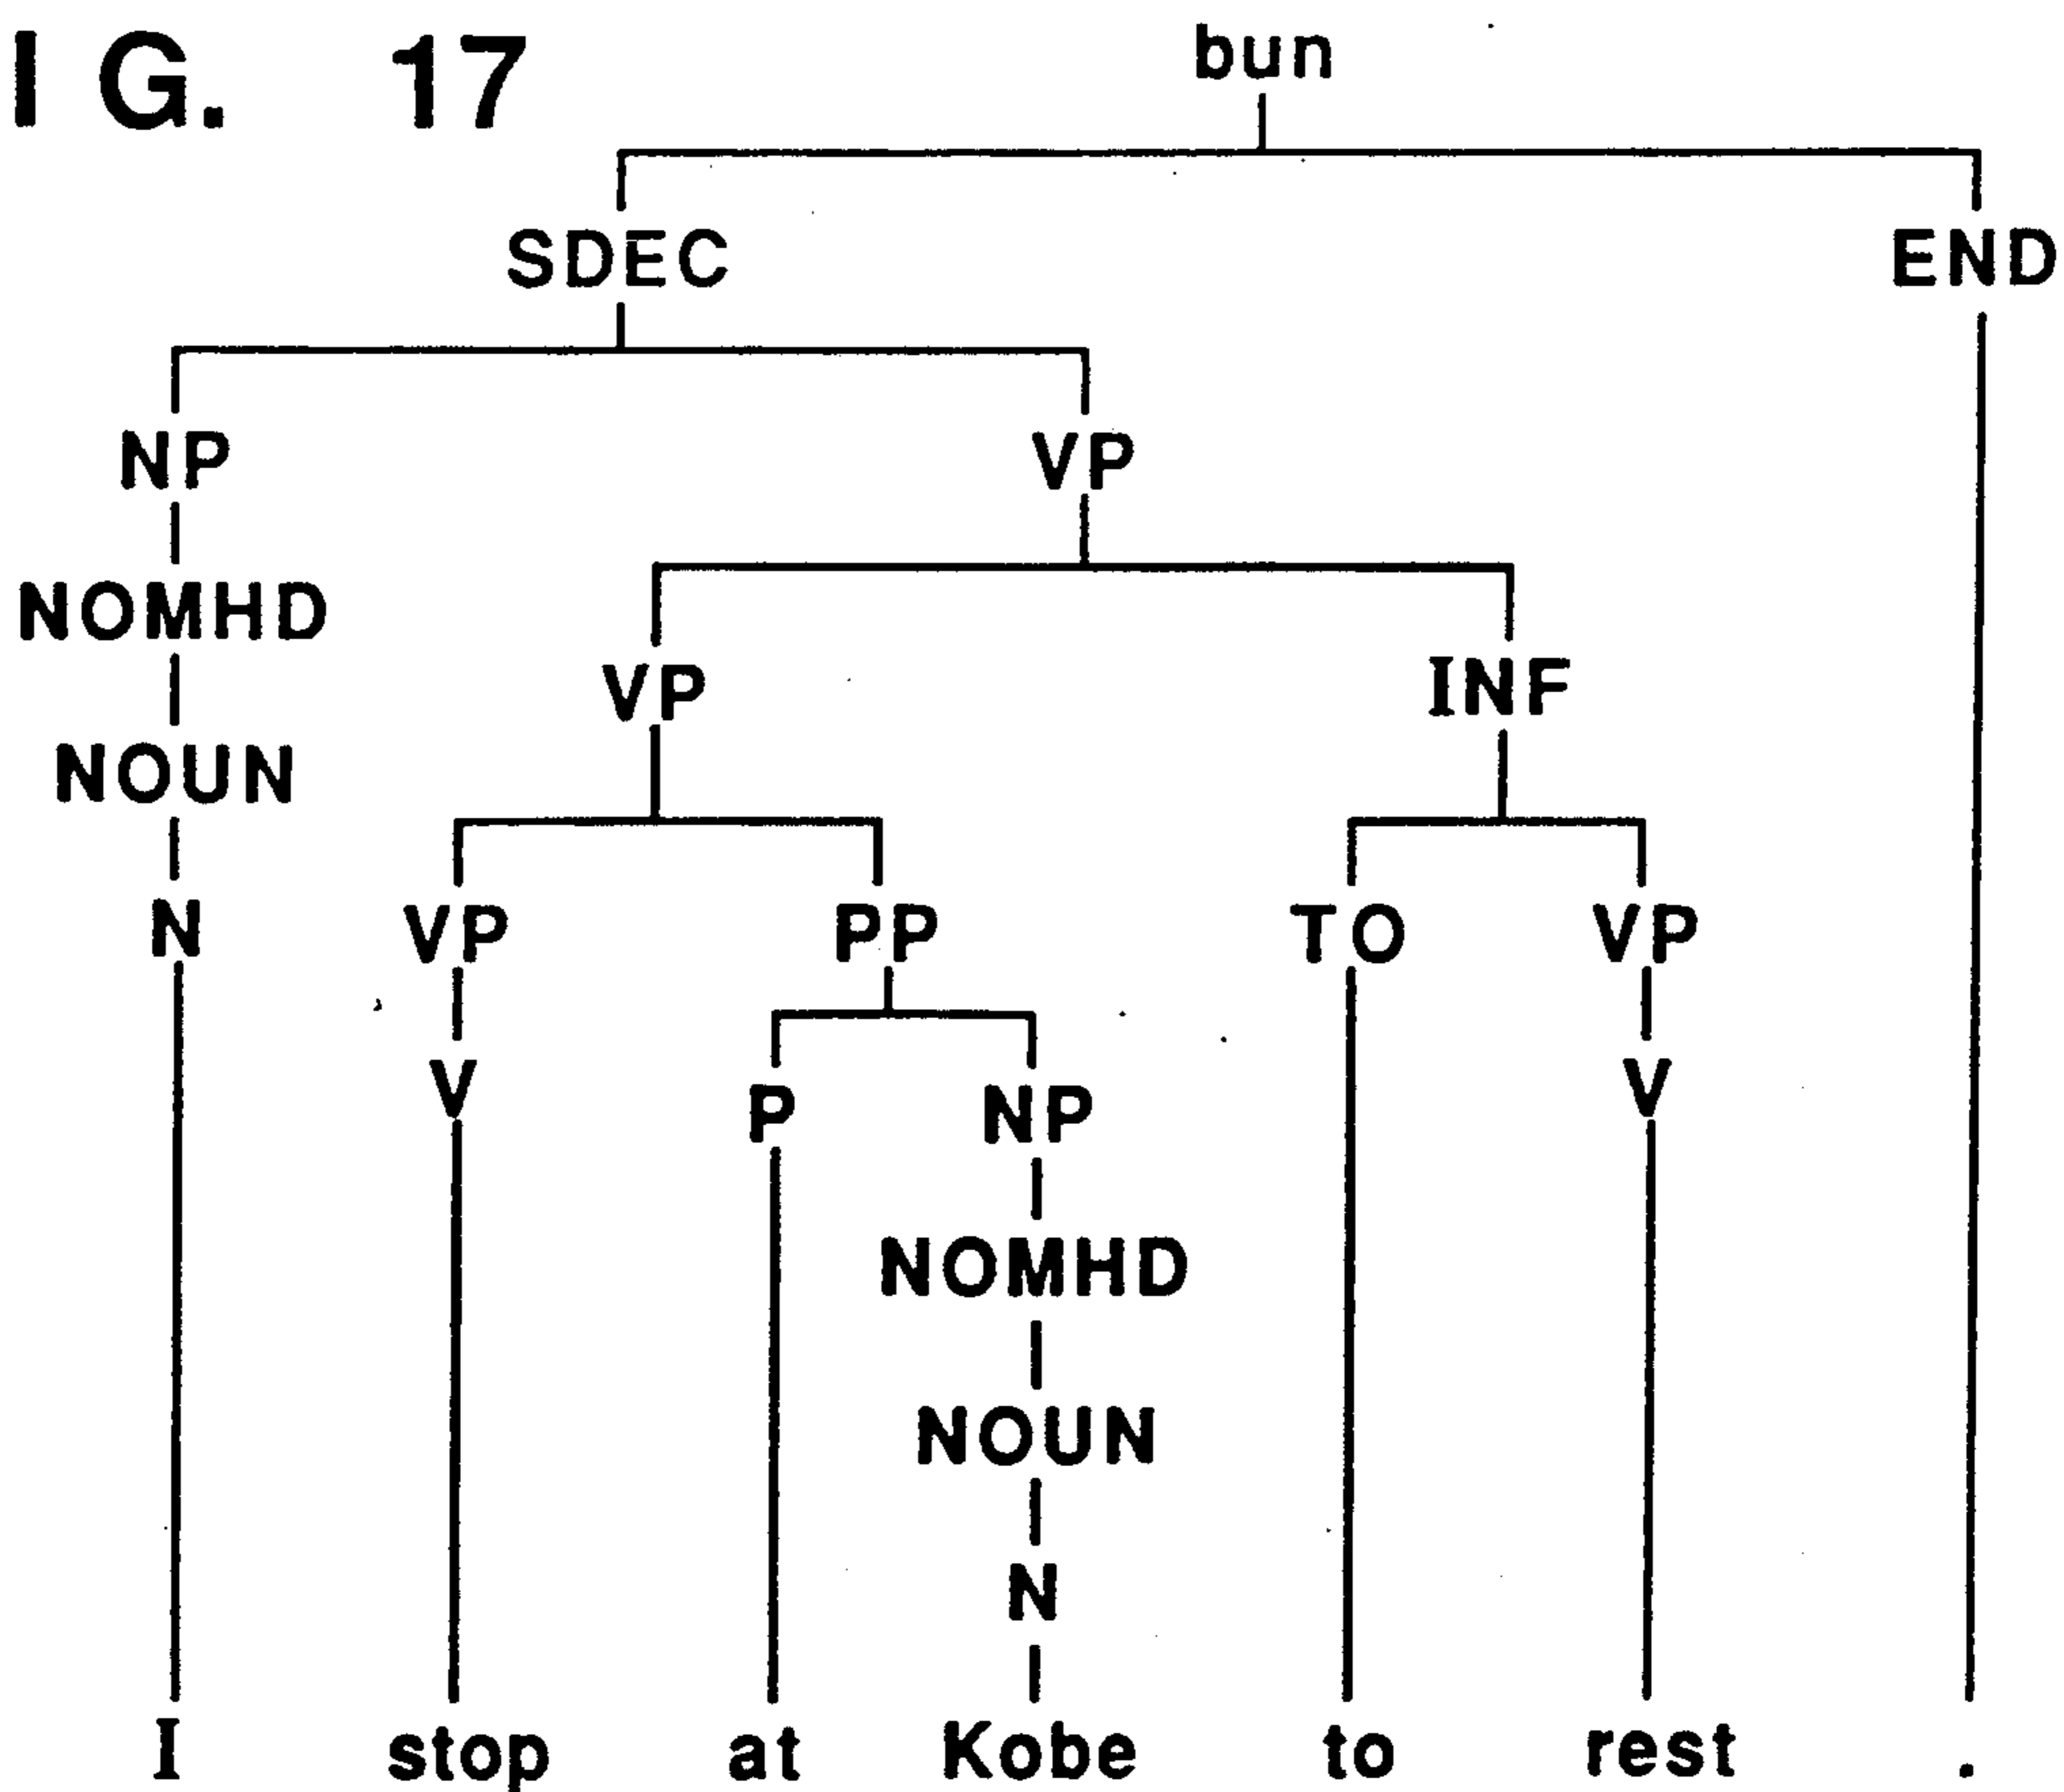 IG. 17
bun
SDEC END
NP VP
NOMHD
VP INF
NOUN
N VP PP TO VP
V V
P NP
NOMHD
NOUN
N
I stop at Kobe to rest .